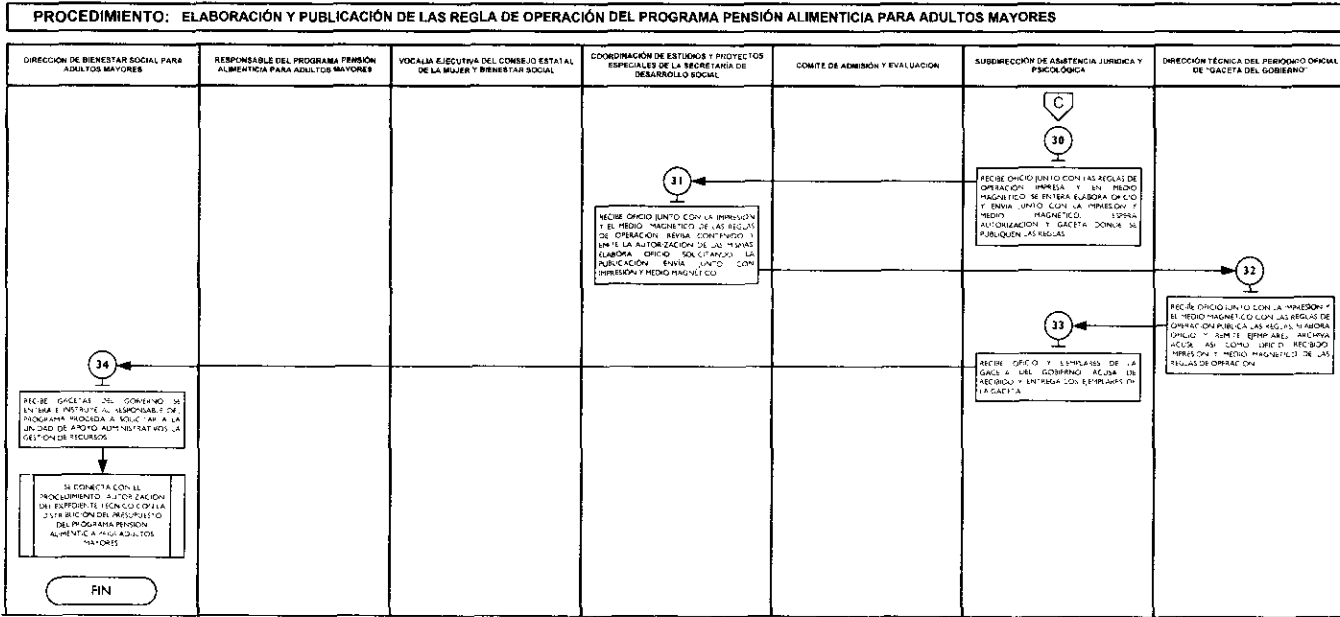 PROCEDIMIENTO: ELABORACIÓN Y PUBLICACIÓN DE LAS REGLA DE OPERACIÓN DEL PROGRAMA PENSIÓN ALIMENTICIA PARA ADULTOS MAYORES
DIRECCIÓN DE BIENESTAR SOCIAL PARA
ADULTOS MAYORES
RESPONSABLE DEL PROGRAMA PENSIÓN
ALIMENTICIA PARA ADULTOS MAYORES
VOCALIA EJECUTIVA DEL CONSEJO ESTATAL
DE LA MUJER Y BIENESTAR SOCIAL
COORDINACIÓN DE ESTUDIOS Y PROYECTOS
ESPECIALES DE LA SECRETARÍA DE
DESARROLLO SOCIAL
COMITE DE ADMISIÓN Y EVALUACIÓN
SUBDIRECCIÓN DE ASISTENCIA JURIDICA Y
PSICOLÓGICA
DIRECCIÓN TÉCNICA DEL PERIÓDICO OFICIAL
DE "GACETA DEL GOBIERNO"
C
30
RECIBE OFICIO JUNTO CON LAS REGLAS DE
OPERACIÓN IMPRESA Y EN MEDIO
MAGNETICO, SE ENTERA ELABORA OFICIO
Y ENVIA JUNTO CON LA IMPRESIÓN Y
MEDIO MAGNÉTICO. ESPERA
AUTORIZACIÓN Y GACETA DONDE SE
PUBLIQUEN LAS REGLAS
31
RECIBE OFICIO JUNTO CON LA IMPRESIÓN
Y EL MEDIO MAGNÉTICO DE LAS REGLAS
DE OPERACIÓN REVISA CONTENIDO Y
EMITE LA AUTORIZACIÓN DE LAS MISMAS
ELABORA OFICIO SOLICITANDO LA
PUBLICACIÓN ENVÍA JUNTO CON
IMPRESIÓN Y MEDIO MAGNÉTICO
32
RECIBE OFICIO JUNTO CON LA IMPRESIÓN Y
EL MEDIO MAGNÉTICO CON LAS REGLAS DE
OPERACIÓN PUBLICA LAS REGLAS, ELABORA
OFICIO Y REMITE EJEMPLARES. ARCHIVA
ACUSE ASI COMO OFICIO RECIBIDO
IMPRESIÓN Y MEDIO MAGNÉTICO DE LAS
REGLAS DE OPERACIÓN
33
RECIBE OFICIO Y EJEMPLARES DE LA
GACETA DEL GOBIERNO ACUSA DE
RECIBIDO Y ENTREGA LOS EJEMPLARES DE
LA GACETA
34
RECIBE GACETAS DEL GOBIERNO SE
ENTERA E INSTRUYE AL RESPONSABLE DEL
PROGRAMA PROCEDA A SOLICITAR A LA
UNIDAD DE APOYO ADMINISTRATIVOS LA
GESTIÓN DE RECURSOS
SE CONECTA CON EL
PROCEDIMIENTO AUTORIZACIÓN
DEL EXPEDIENTE TECNICO CON LA
DISTRIBUCIÓN DEL PRESUPUESTO
DEL PROGRAMA PENSIÓN
ALIMENTICIA PARA ADULTOS
MAYORES
FIN